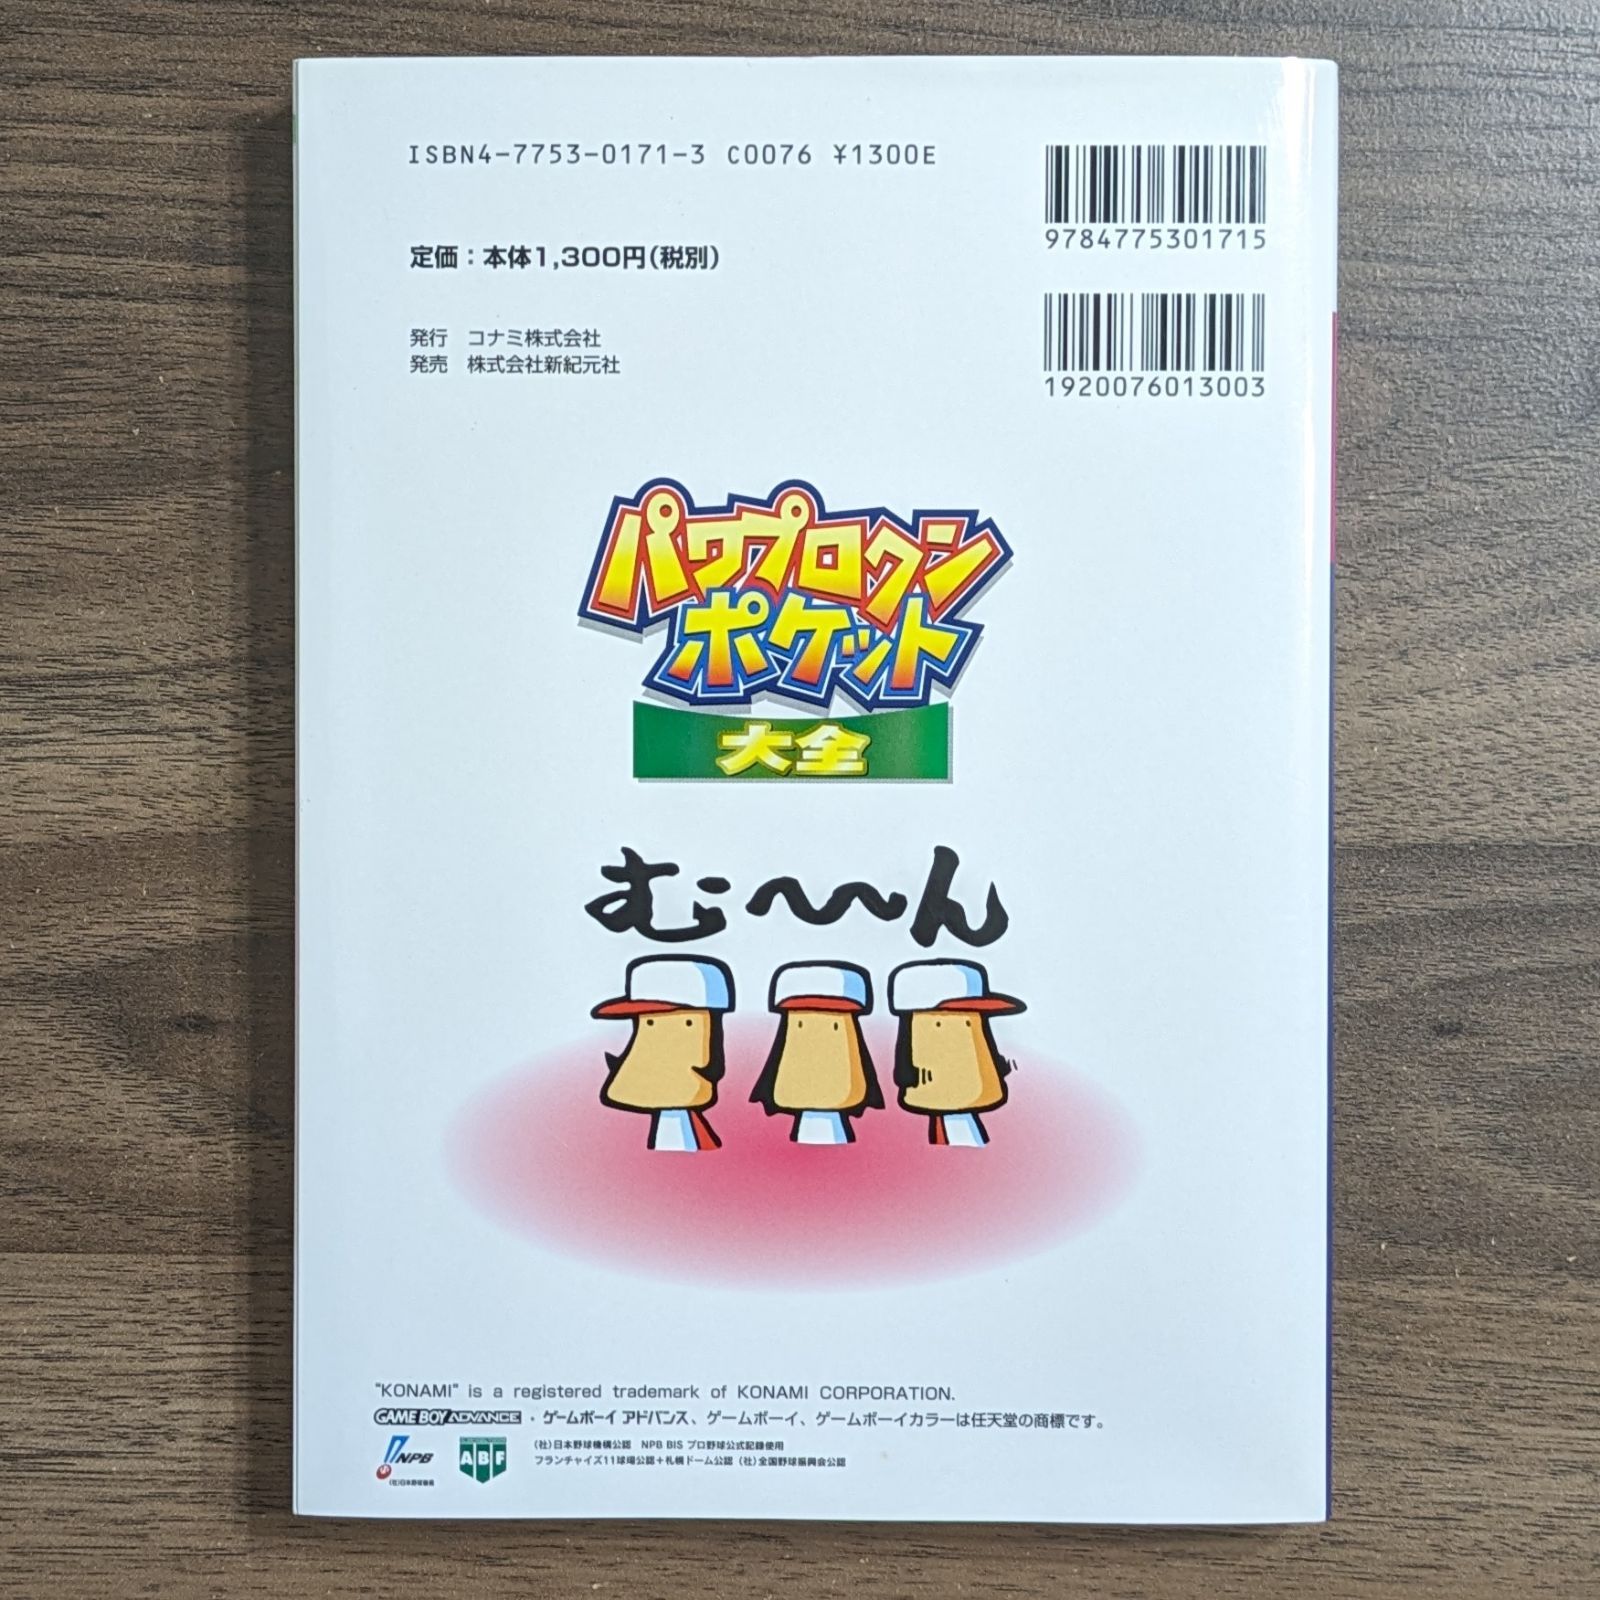 ISBN4-7753-0171-3 C0076 ¥1300E
9784775301715
定価：本体1,300円(税別)
1920076013003
発行　コナミ株式会社
発売　株式会社新紀元社
パワプロクン
ポケット
大全
む〜〜ん
"KONAMI" is a registered trademark of KONAMI CORPORATION.
GAME BOY ADVANCE・ゲームボーイ アドバンス、ゲームボーイ、ゲームボーイカラーは任天堂の商標です。
NPB
(社)日本野球機構
ABF
(社)日本野球機構公認　NPB BIS プロ野球公式記録使用
フランチャイズ11球場公認＋札幌ドーム公認 (社)全国野球振興会公認